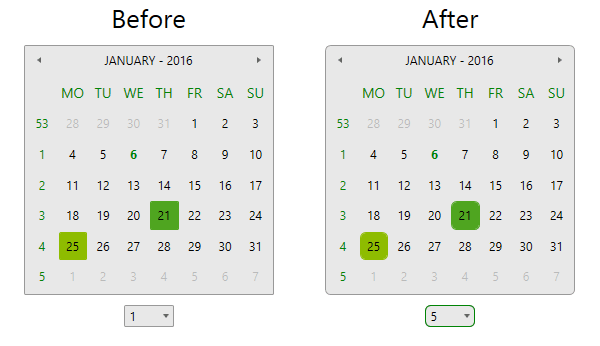 Before After
JANUARY - 2016 JANUARY - 2016
MO TU WE TH FR SA SU MO TU WE TH FR SA SU
53 28 29 30 31 1 2 3 53 28 29 30 31 1 2 3
1 4 5 6 7 8 9 10 1 4 5 6 7 8 9 10
2 11 12 13 14 15 16 17 2 11 12 13 14 15 16 17
3 18 19 20 21 22 23 24 3 18 19 20 21 22 23 24
4 25 26 27 28 29 30 31 4 25 26 27 28 29 30 31
5 1 2 3 4 5 6 7 5 1 2 3 4 5 6 7
1 5